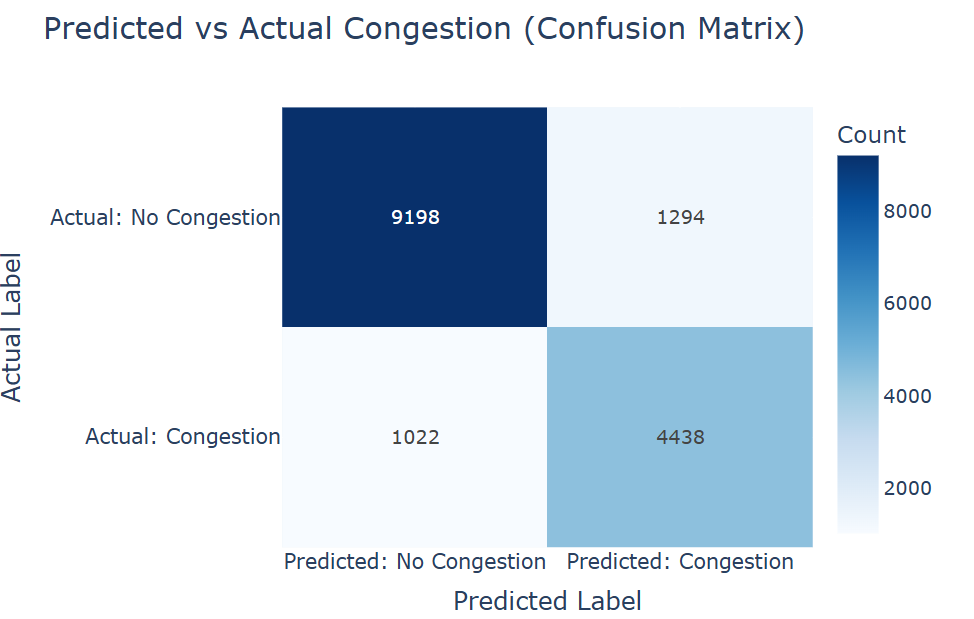 Predicted vs Actual Congestion (Confusion Matrix)
Count
Actual Label
Actual: No Congestion
9198
1294
8000
6000
4000
2000
Actual: Congestion
1022
4438
Predicted: No Congestion
Predicted: Congestion
Predicted Label